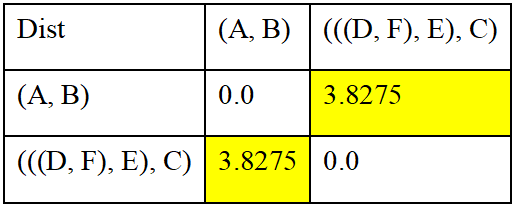 Dist (A, B) (((D, F), E), C)
(A, B) 0.0 3.8275
(((D, F), E), C) 3.8275 0.0